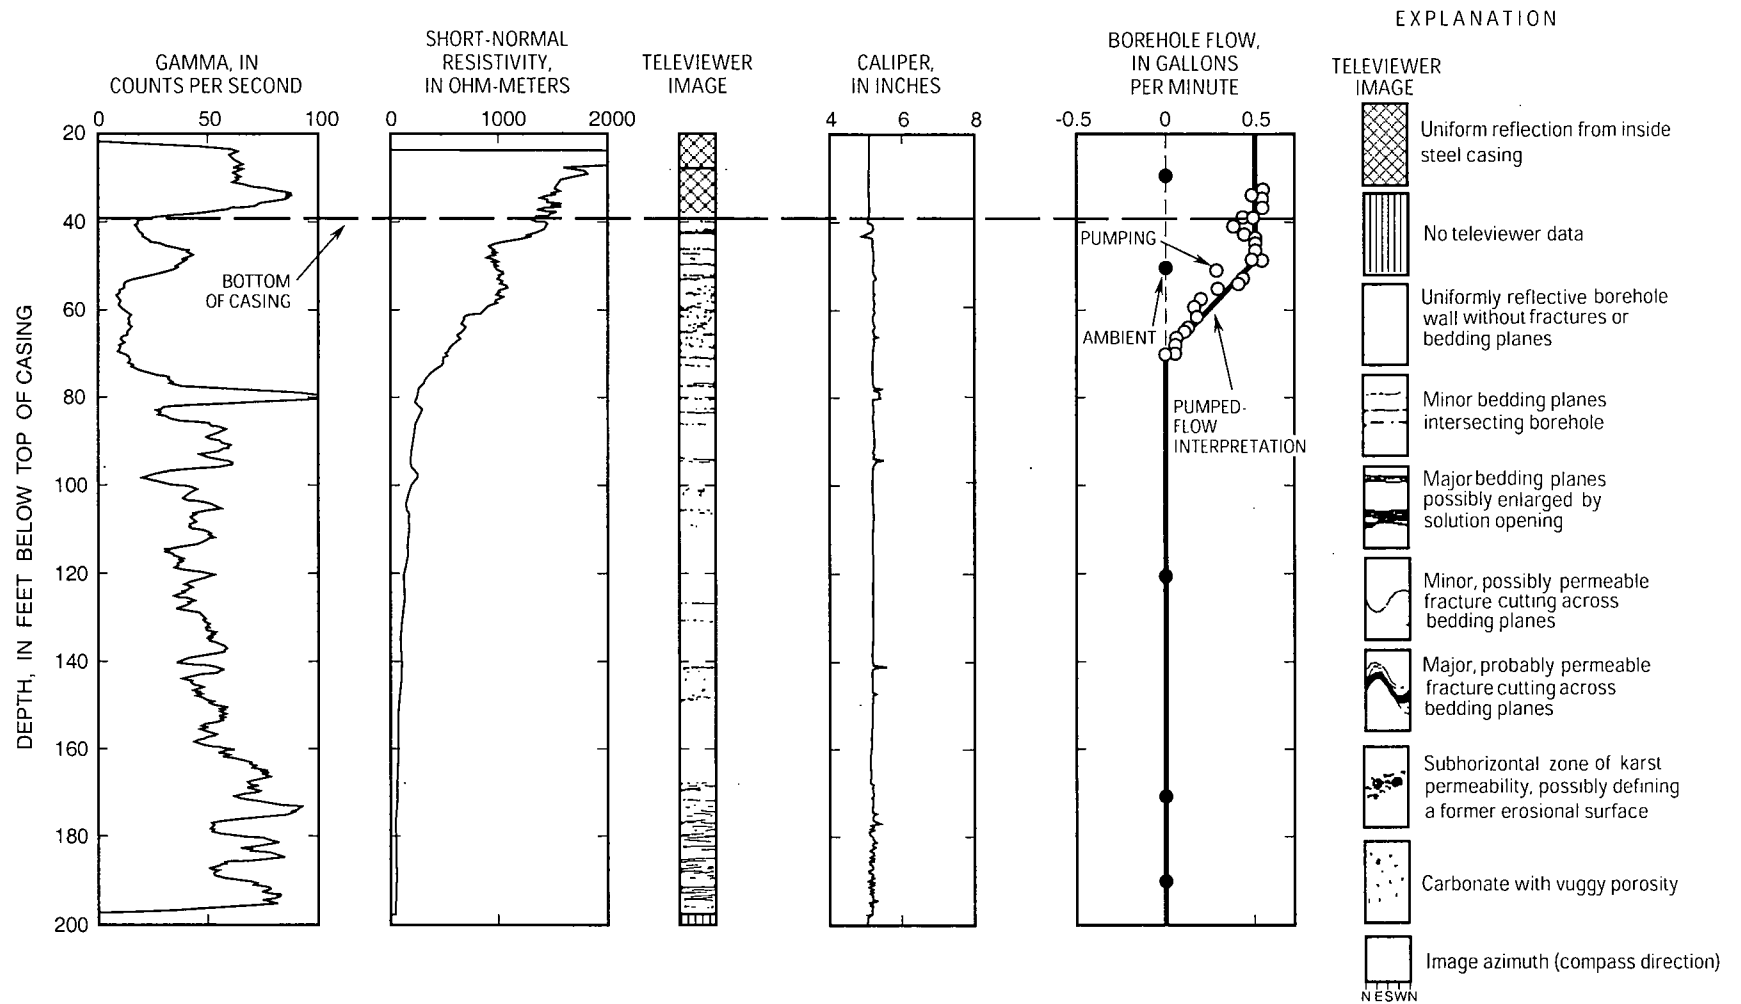 EXPLANATION
GAMMA, IN
COUNTS PER SECOND
SHORT-NORMAL
RESISTIVITY,
IN OHM-METERS
TELEVIEWER
IMAGE
CALIPER,
IN INCHES
BOREHOLE FLOW,
IN GALLONS
PER MINUTE
TELEVIEWER
IMAGE
0 50 100
0 1000 2000
4 6 8
-0.5 0 0.5
DEPTH, IN FEET BELOW TOP OF CASING
20
40
60
80
100
120
140
160
180
200
BOTTOM
OF CASING
PUMPING
AMBIENT
PUMPED-
FLOW
INTERPRETATION
Uniform reflection from inside
steel casing
No televiewer data
Uniformly reflective borehole
wall without fractures or
bedding planes
Minor bedding planes
intersecting borehole
Major bedding planes
possibly enlarged by
solution opening
Minor, possibly permeable
fracture cutting across
bedding planes
Major, probably permeable
fracture cutting across
bedding planes
Subhorizontal zone of karst
permeability, possibly defining
a former erosional surface
Carbonate with vuggy porosity
Image azimuth (compass direction)
N E S W N